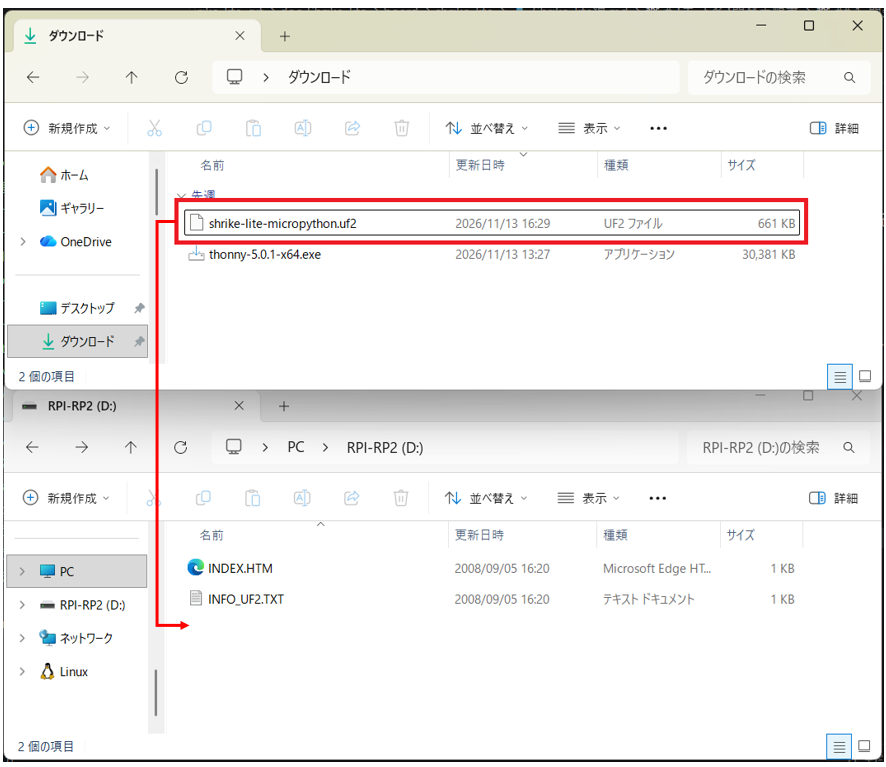 ダウンロード
ダウンロード ダウンロードの検索
新規作成 並べ替え 表示 詳細
ホーム
ギャラリー
OneDrive
デスクトップ
ダウンロード
名前 更新日時 種類 サイズ
先週
shrike-lite-micropython.uf2 2026/11/13 16:29 UF2 ファイル 661 KB
thonny-5.0.1-x64.exe 2026/11/13 13:27 アプリケーション 30,381 KB
2 個の項目
RPI-RP2 (D:)
PC RPI-RP2 (D:) RPI-RP2 (D:)の検索
新規作成 並べ替え 表示 詳細
PC
RPI-RP2 (D:)
ネットワーク
Linux
名前 更新日時 種類 サイズ
INDEX.HTM 2008/09/05 16:20 Microsoft Edge HT... 1 KB
INFO_UF2.TXT 2008/09/05 16:20 テキスト ドキュメント 1 KB
2 個の項目